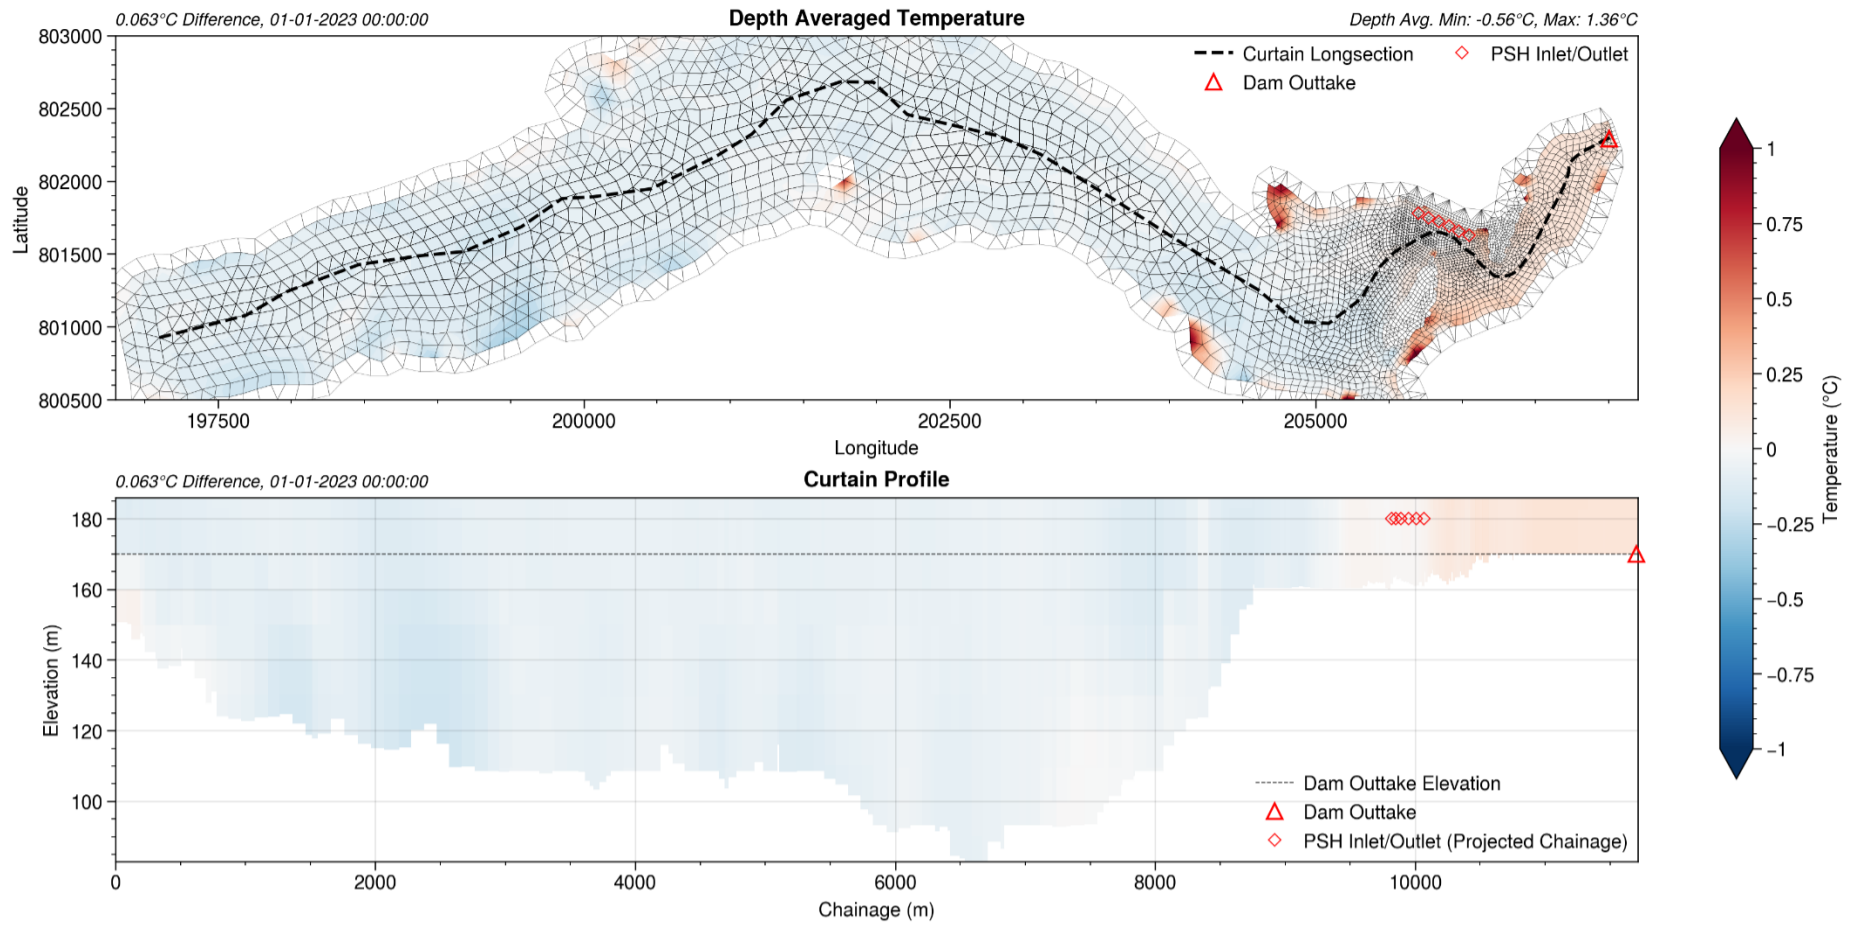 0.063°C Difference, 01-01-2023 00:00:00
Depth Averaged Temperature
Depth Avg. Min: -0.56°C, Max: 1.36°C
Curtain Longsection
PSH Inlet/Outlet
Dam Outtake
803000
802500
802000
801500
801000
800500
Latitude
197500
200000
202500
205000
Longitude
0.063°C Difference, 01-01-2023 00:00:00
Curtain Profile
180
160
140
120
100
Elevation (m)
Dam Outtake Elevation
Dam Outtake
PSH Inlet/Outlet (Projected Chainage)
0
2000
4000
6000
8000
10000
Chainage (m)
1
0.75
0.5
0.25
0
−0.25
−0.5
−0.75
−1
Temperature (°C)